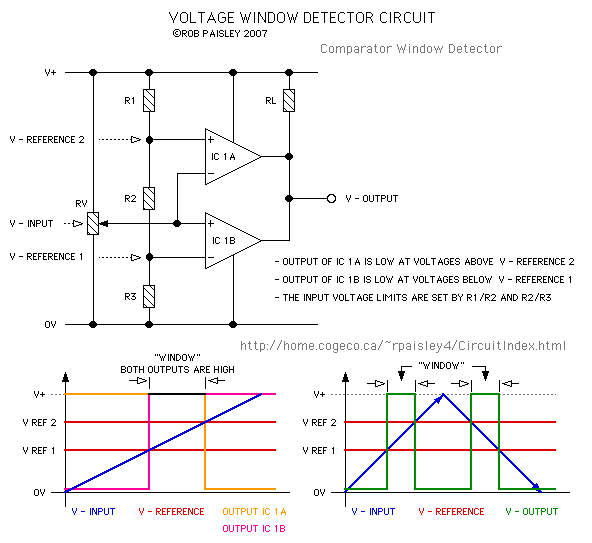 VOLTAGE WINDOW DETECTOR CIRCUIT
©ROB PAISLEY 2007
Comparator Window Detector
V+
R1
RL
V - REFERENCE 2
+
IC 1A
-
R2
RV
V - OUTPUT
V - INPUT
+
IC 1B
V - REFERENCE 1
-
- OUTPUT OF IC 1A IS LOW AT VOLTAGES ABOVE V - REFERENCE 2
- OUTPUT OF IC 1B IS LOW AT VOLTAGES BELOW V - REFERENCE 1
R3
- THE INPUT VOLTAGE LIMITS ARE SET BY R1/R2 AND R2/R3
0V
http://home.cogeco.ca/~rpaisley4/CircuitIndex.html
"WINDOW"
BOTH OUTPUTS ARE HIGH
V+
V REF 2
V REF 1
0V
V - INPUT
V - REFERENCE
OUTPUT IC 1A
OUTPUT IC 1B
"WINDOW"
V+
V REF 2
V REF 1
0V
V - INPUT
V - REFERENCE
V - OUTPUT